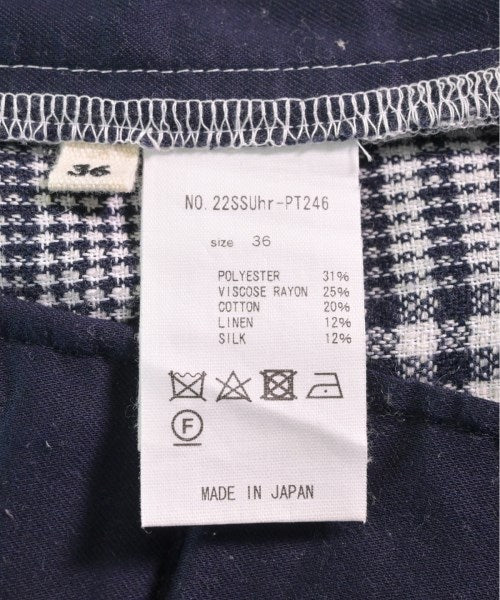 36
NO. 22SSUhr-PT246
size 36
POLYESTER 31%
VISCOSE RAYON 25%
COTTON 20%
LINEN 12%
SILK 12%
F
MADE IN JAPAN